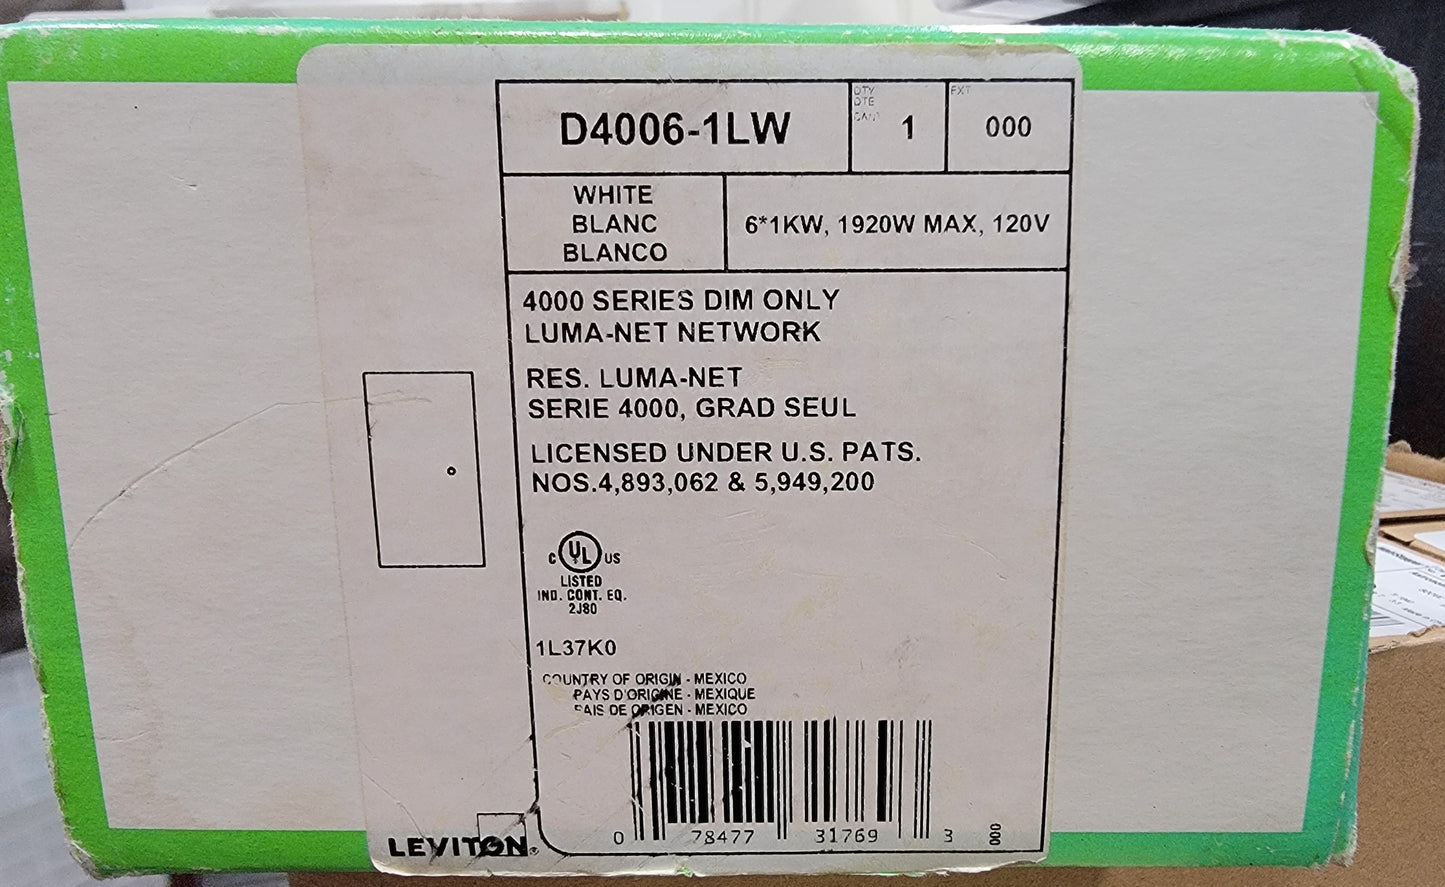 D4006-1LW
QTY
QTE
CANT
1
EXT
000
WHITE
BLANC
BLANCO
6*1KW, 1920W MAX, 120V
4000 SERIES DIM ONLY
LUMA-NET NETWORK
RES. LUMA-NET
SERIE 4000, GRAD SEUL
LICENSED UNDER U.S. PATS.
NOS.4,893,062 & 5,949,200
C UL US
LISTED
IND. CONT. EQ.
2J80
1L37K0
COUNTRY OF ORIGIN - MEXICO
PAYS D'ORIGINE - MEXIQUE
PAIS DE ORIGEN - MEXICO
0 78477 31769 3 000
LEVITON®